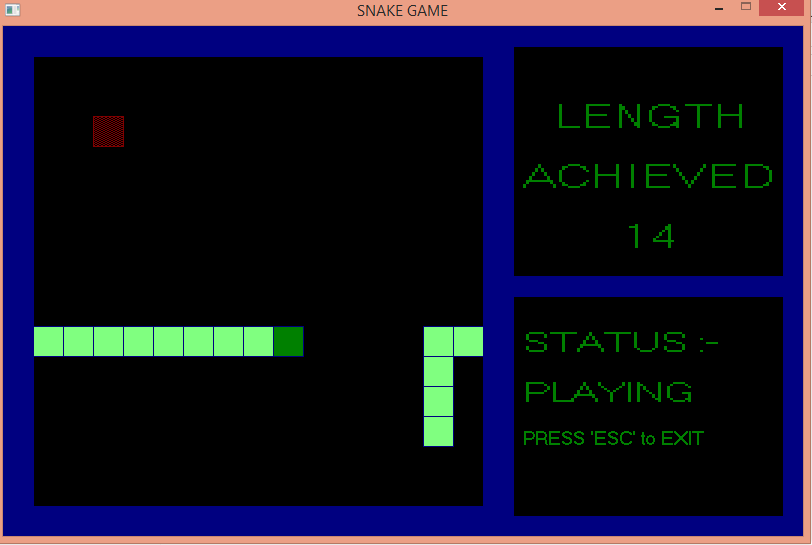 SNAKE GAME
LENGTH
ACHIEVED
14
STATUS :-
PLAYING
PRESS 'ESC' to EXIT